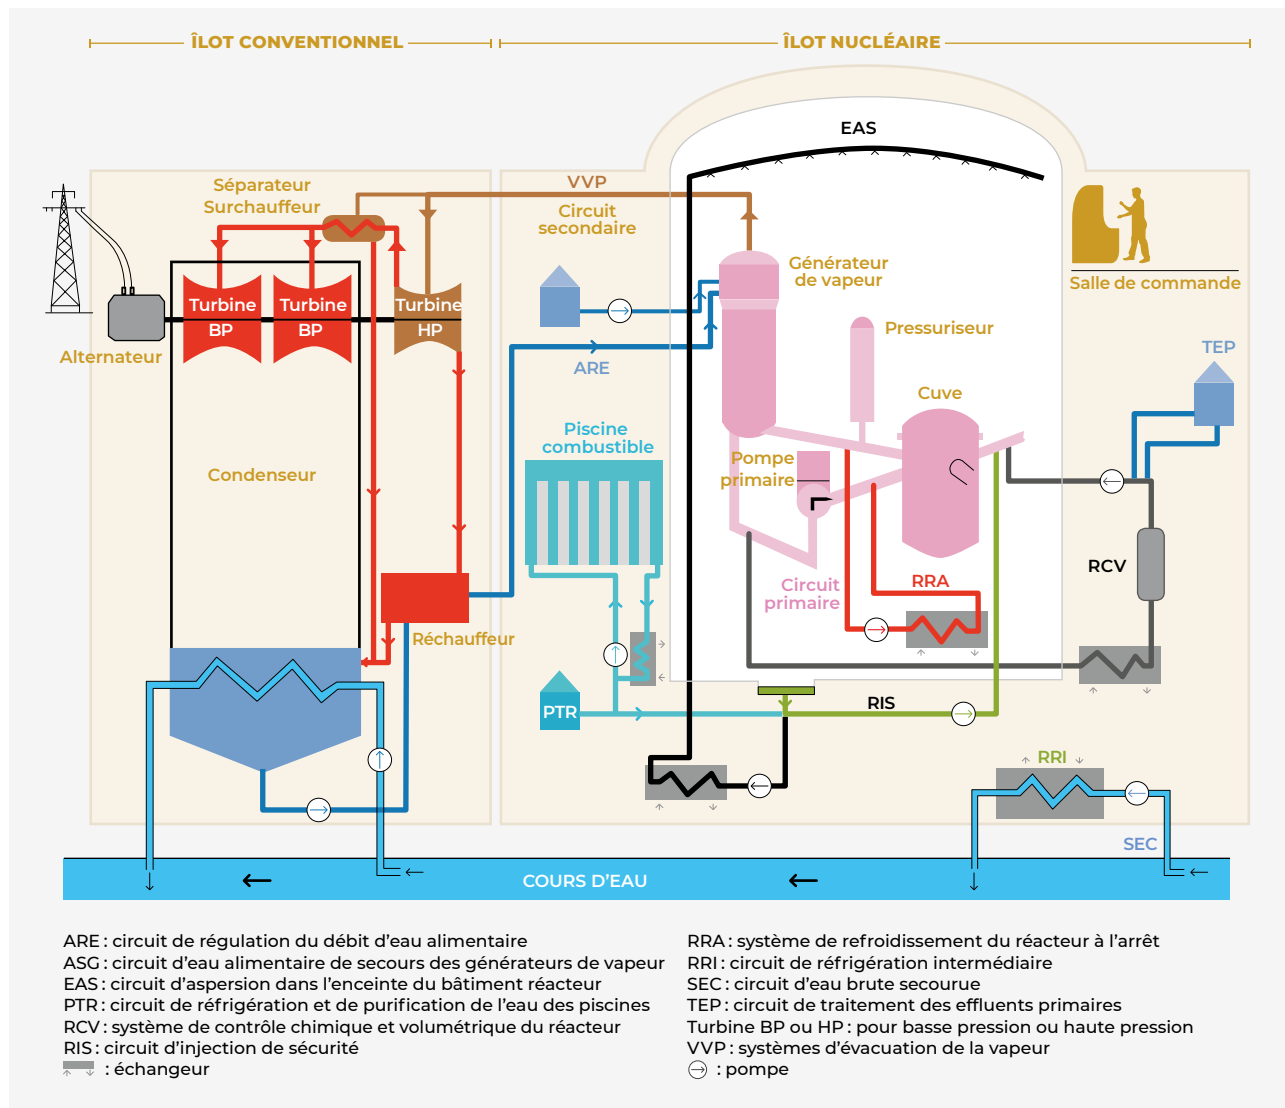 ÎLOT CONVENTIONNEL
ÎLOT NUCLÉAIRE
EAS
Séparateur
Surchauffeur
VVP
Circuit
secondaire
Générateur
de vapeur
Salle de commande
Turbine
BP
Turbine
BP
Turbine
HP
Alternateur
Pressuriseur
ARE
TEP
Cuve
Piscine
combustible
Pompe
primaire
Condenseur
RCV
RRA
Circuit
primaire
Réchauffeur
PTR
RIS
RRI
SEC
COURS D’EAU
ARE : circuit de régulation du débit d’eau alimentaire
ASG : circuit d’eau alimentaire de secours des générateurs de vapeur
EAS : circuit d’aspersion dans l’enceinte du bâtiment réacteur
PTR : circuit de réfrigération et de purification de l’eau des piscines
RCV : système de contrôle chimique et volumétrique du réacteur
RIS : circuit d’injection de sécurité
: échangeur
RRA : système de refroidissement du réacteur à l’arrêt
RRI : circuit de réfrigération intermédiaire
SEC : circuit d’eau brute secourue
TEP : circuit de traitement des effluents primaires
Turbine BP ou HP : pour basse pression ou haute pression
VVP : systèmes d’évacuation de la vapeur
: pompe